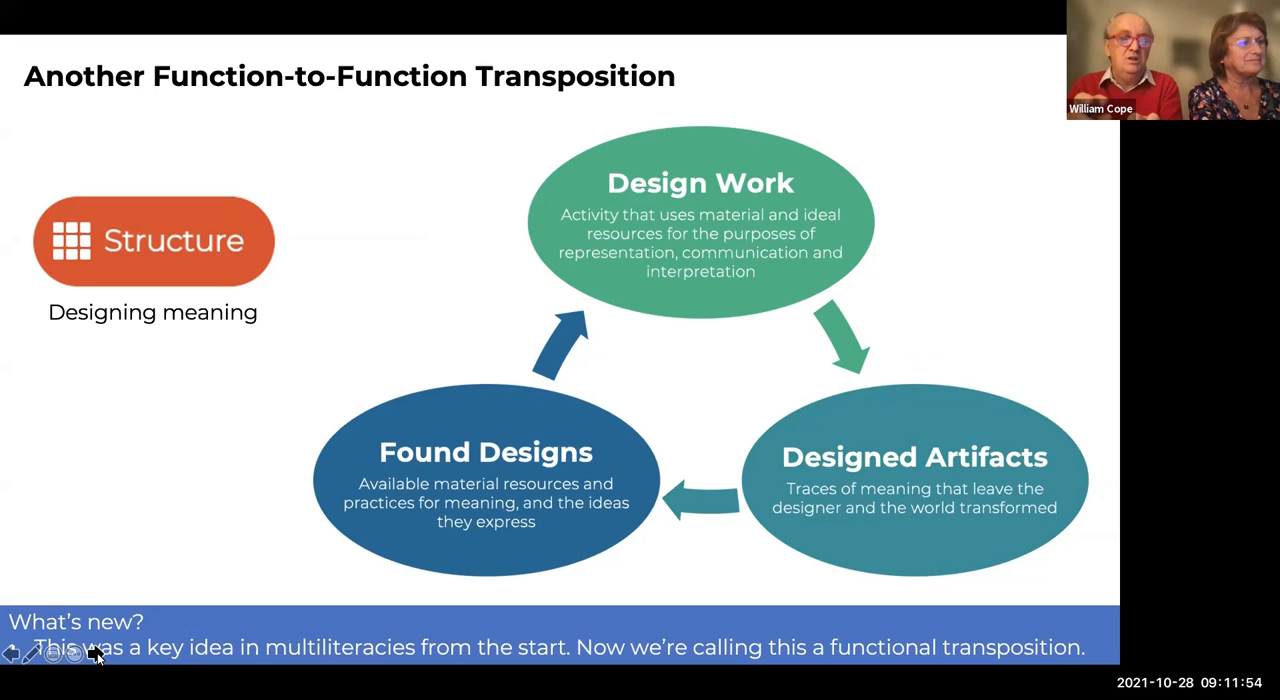 Another Function-to-Function Transposition
William Cope
Structure
Designing meaning
Design Work
Activity that uses material and ideal
resources for the purposes of
representation, communication and
interpretation
Found Designs
Available material resources and
practices for meaning, and the ideas
they express
Designed Artifacts
Traces of meaning that leave the
designer and the world transformed
What's new?
This was a key idea in multiliteracies from the start. Now we're calling this a functional transposition.
2021-10-28 09:11:54